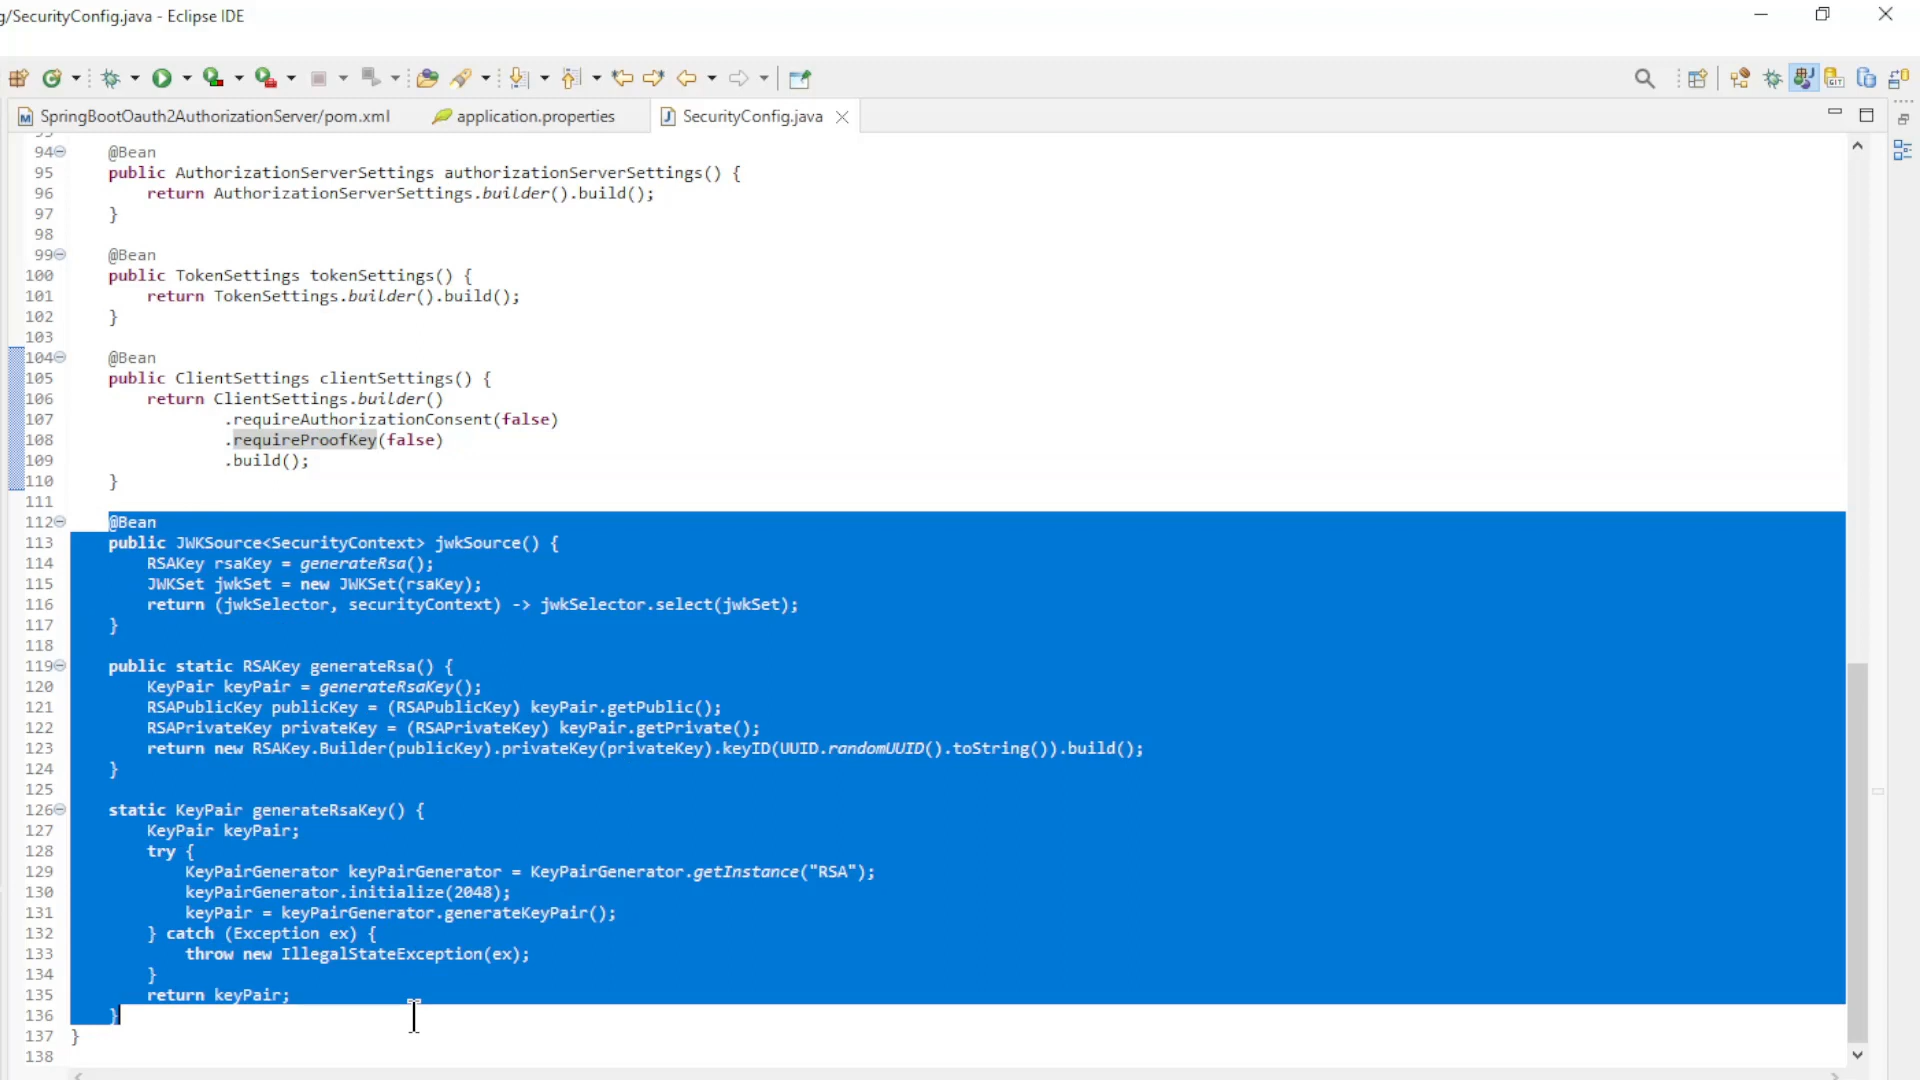 g/SecurityConfig.java - Eclipse IDE
SpringBootOauth2AuthorizationServer/pom.xml application.properties SecurityConfig.java
94 @Bean
95 public AuthorizationServerSettings authorizationServerSettings() {
96 return AuthorizationServerSettings.builder().build();
97 }
98
99 @Bean
100 public TokenSettings tokenSettings() {
101 return TokenSettings.builder().build();
102 }
103
104 @Bean
105 public ClientSettings clientSettings() {
106 return ClientSettings.builder()
107 .requireAuthorizationConsent(false)
108 .requireProofKey(false)
109 .build();
110 }
111
112 @Bean
113 public JWKSource<SecurityContext> jwkSource() {
114 RSAKey rsaKey = generateRsa();
115 JWKSet jwkSet = new JWKSet(rsaKey);
116 return (jwkSelector, securityContext) -> jwkSelector.select(jwkSet);
117 }
118
119 public static RSAKey generateRsa() {
120 KeyPair keyPair = generateRsaKey();
121 RSAPublicKey publicKey = (RSAPublicKey) keyPair.getPublic();
122 RSAPrivateKey privateKey = (RSAPrivateKey) keyPair.getPrivate();
123 return new RSAKey.Builder(publicKey).privateKey(privateKey).keyID(UUID.randomUUID().toString()).build();
124 }
125
126 static KeyPair generateRsaKey() {
127 KeyPair keyPair;
128 try {
129 KeyPairGenerator keyPairGenerator = KeyPairGenerator.getInstance("RSA");
130 keyPairGenerator.initialize(2048);
131 keyPair = keyPairGenerator.generateKeyPair();
132 } catch (Exception ex) {
133 throw new IllegalStateException(ex);
134 }
135 return keyPair;
136 }
137 }
138